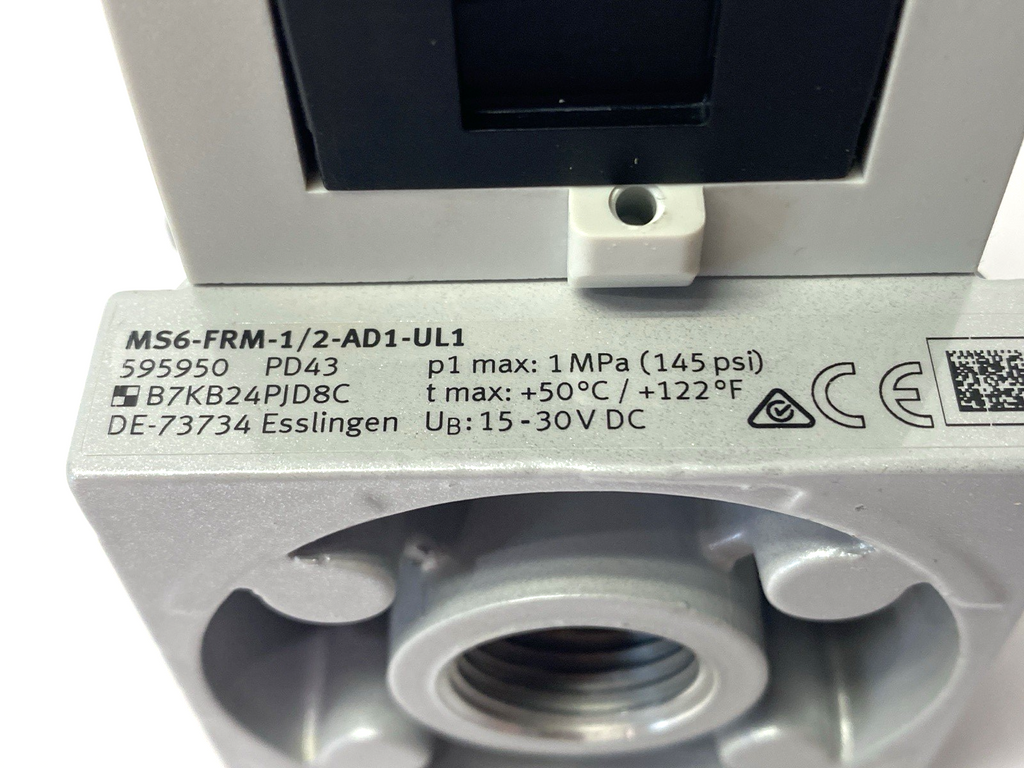 MS6-FRM-1/2-AD1-UL1
595950 PD43 p1 max: 1 MPa (145 psi)
B7KB24PJD8C t max: +50°C / +122°F
DE-73734 Esslingen UB: 15 - 30 V DC
CE